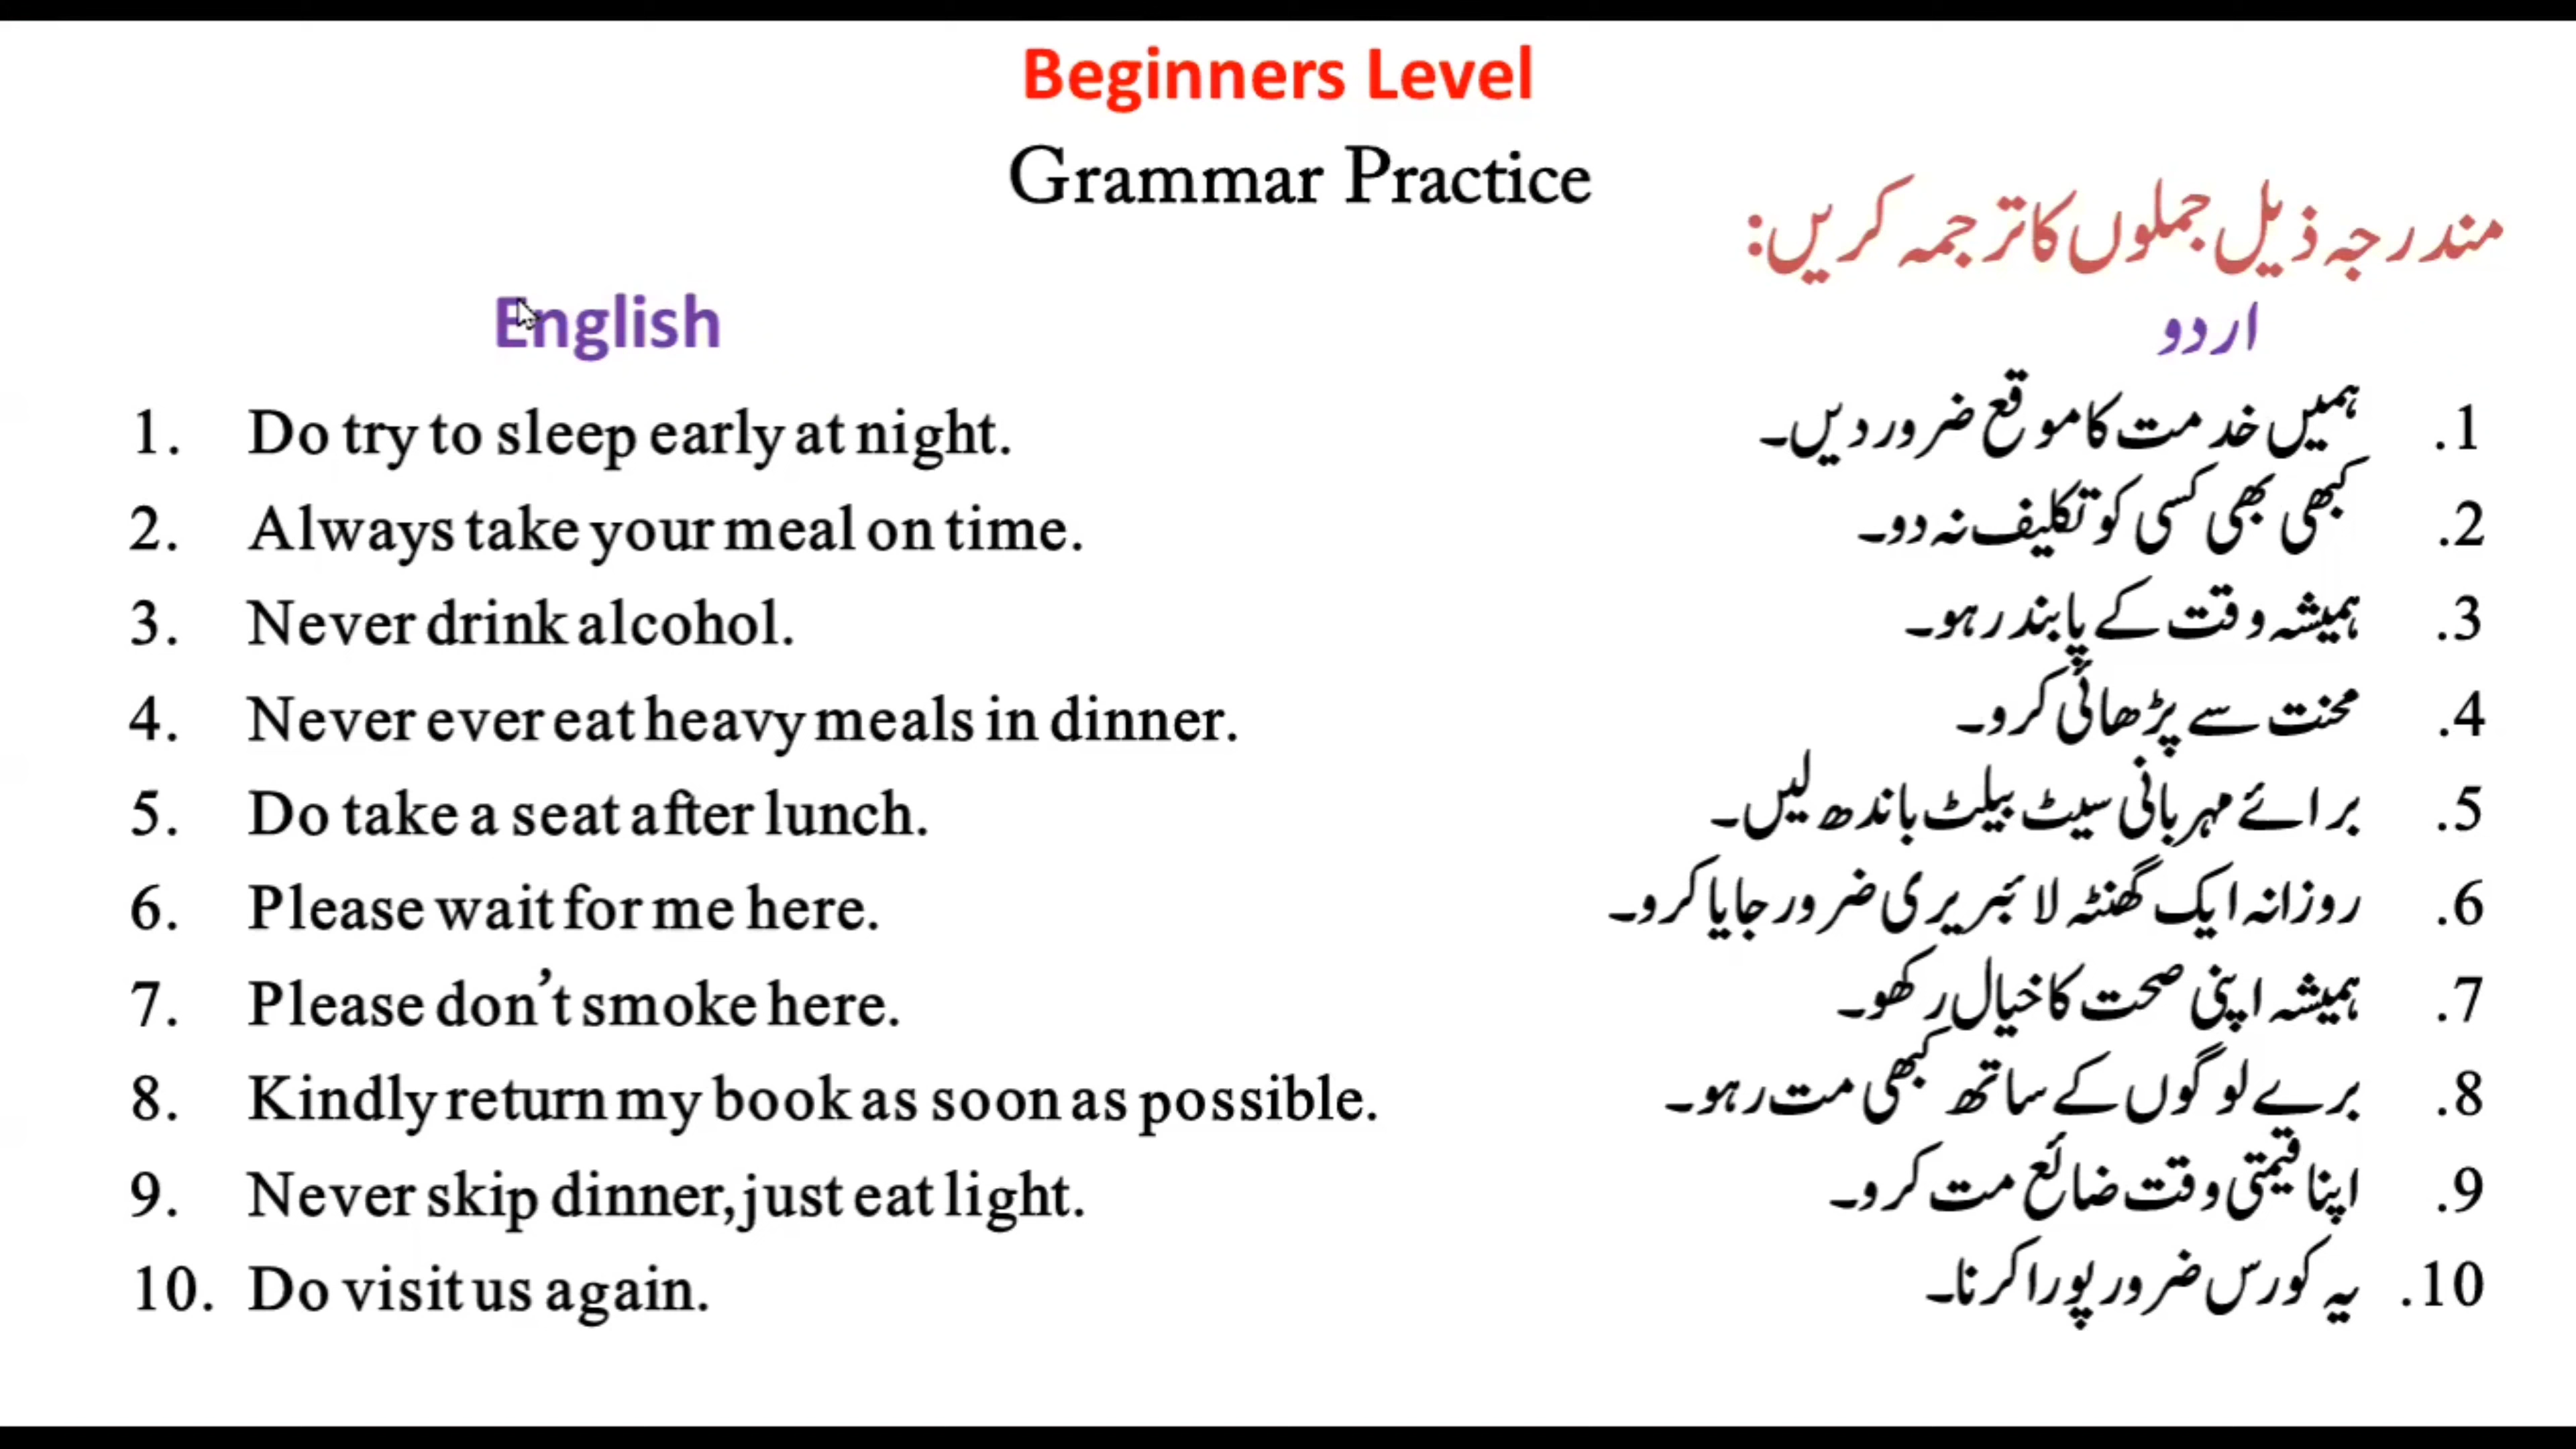 Beginners Level
Grammar Practice
مندرجہ ذیل جملوں کا ترجمہ کریں:
English
1. Do try to sleep early at night.
2. Always take your meal on time.
3. Never drink alcohol.
4. Never ever eat heavy meals in dinner.
5. Do take a seat after lunch.
6. Please wait for me here.
7. Please don’t smoke here.
8. Kindly return my book as soon as possible.
9. Never skip dinner,just eat light.
10. Do visit us again.
اردو
1. ہمیں خدمت کا موقع ضرور دیں۔
2. کبھی بھی کسی کو تکلیف نہ دو۔
3. ہمیشہ وقت کے پابند رہو۔
4. محنت سے پڑھائی کرو۔
5. برائے مہربانی سیٹ بیلٹ باندھ لیں۔
6. روزانہ ایک گھنٹہ لائبریری ضرور جایا کرو۔
7. ہمیشہ اپنی صحت کا خیال رکھو۔
8. برے لوگوں کے ساتھ کبھی مت رہو۔
9. اپنا قیمتی وقت ضائع مت کرو۔
10. یہ کورس ضرور پورا کرنا۔